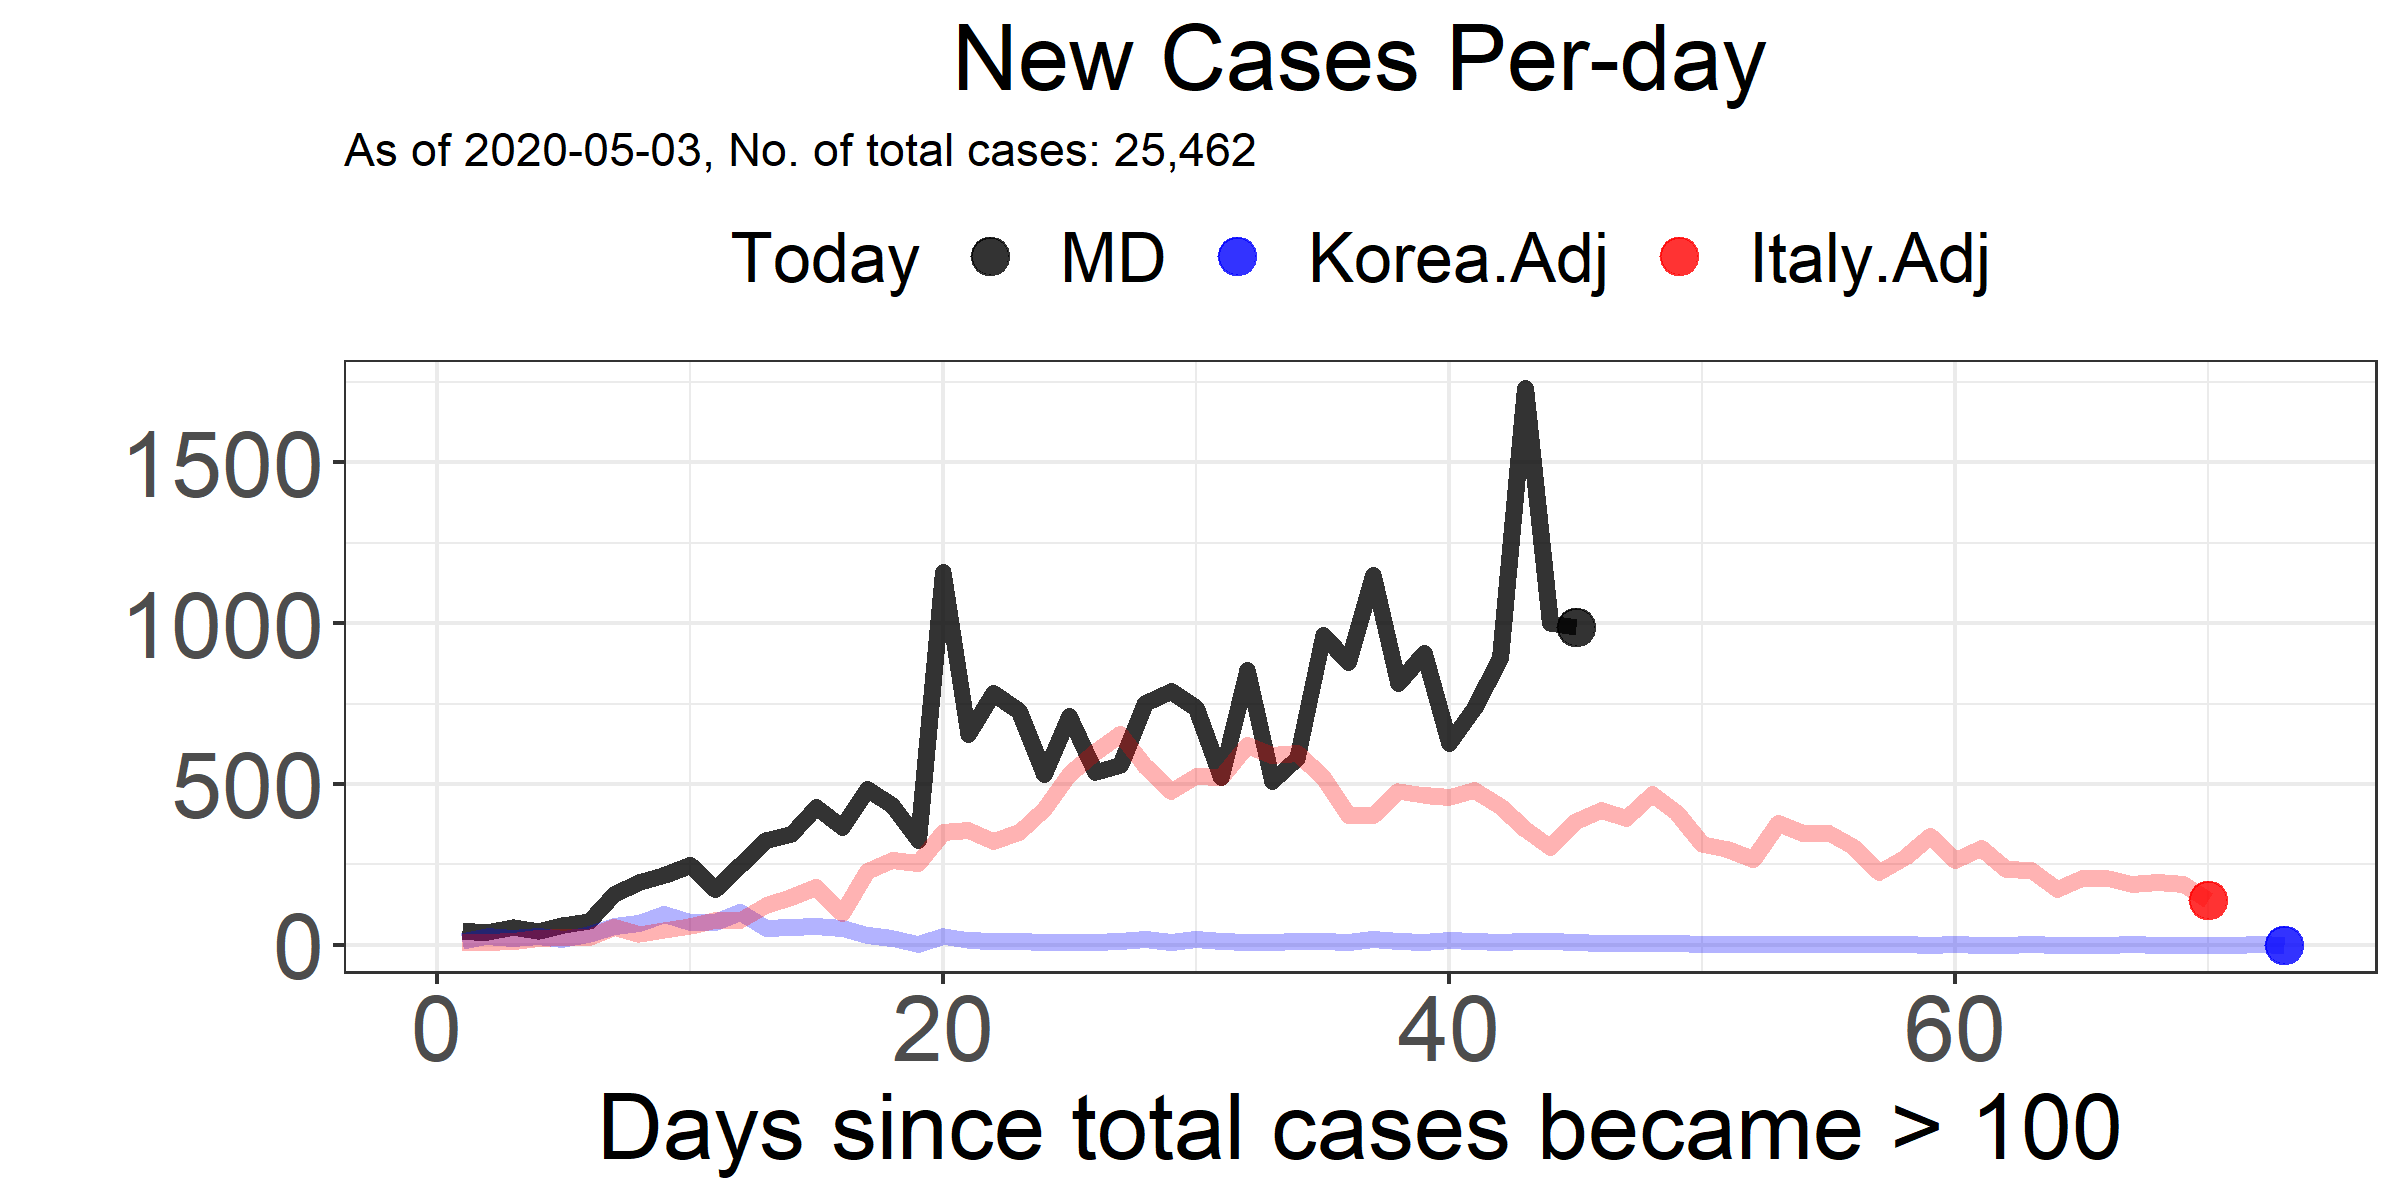 New Cases Per-day
As of 2020-05-03, No. of total cases: 25,462
Today MD Korea.Adj Italy.Adj
1500
1000
500
0
0 20 40 60
Days since total cases became > 100